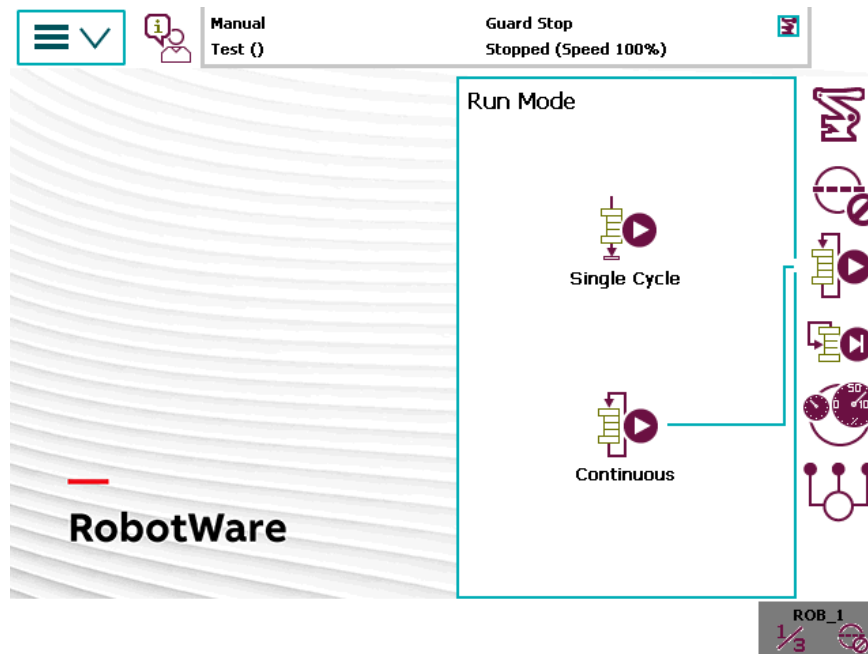 Manual
Guard Stop
Test ()
Stopped (Speed 100%)
Run Mode
Single Cycle
Continuous
RobotWare
ROB_1
1/3